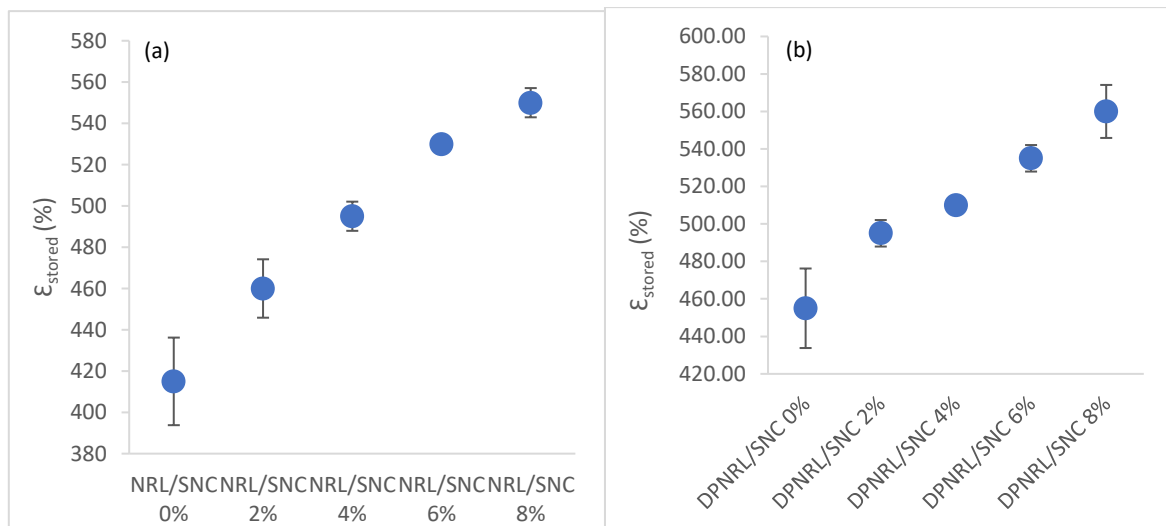 (a)
580
560
540
520
500
480
460
440
420
400
380
εstored (%)
NRL/SNC NRL/SNC NRL/SNC NRL/SNC NRL/SNC
0% 2% 4% 6% 8%
(b)
600.00
580.00
560.00
540.00
520.00
500.00
480.00
460.00
440.00
420.00
εstored (%)
DPNRL/SNC 0%
DPNRL/SNC 2%
DPNRL/SNC 4%
DPNRL/SNC 6%
DPNRL/SNC 8%